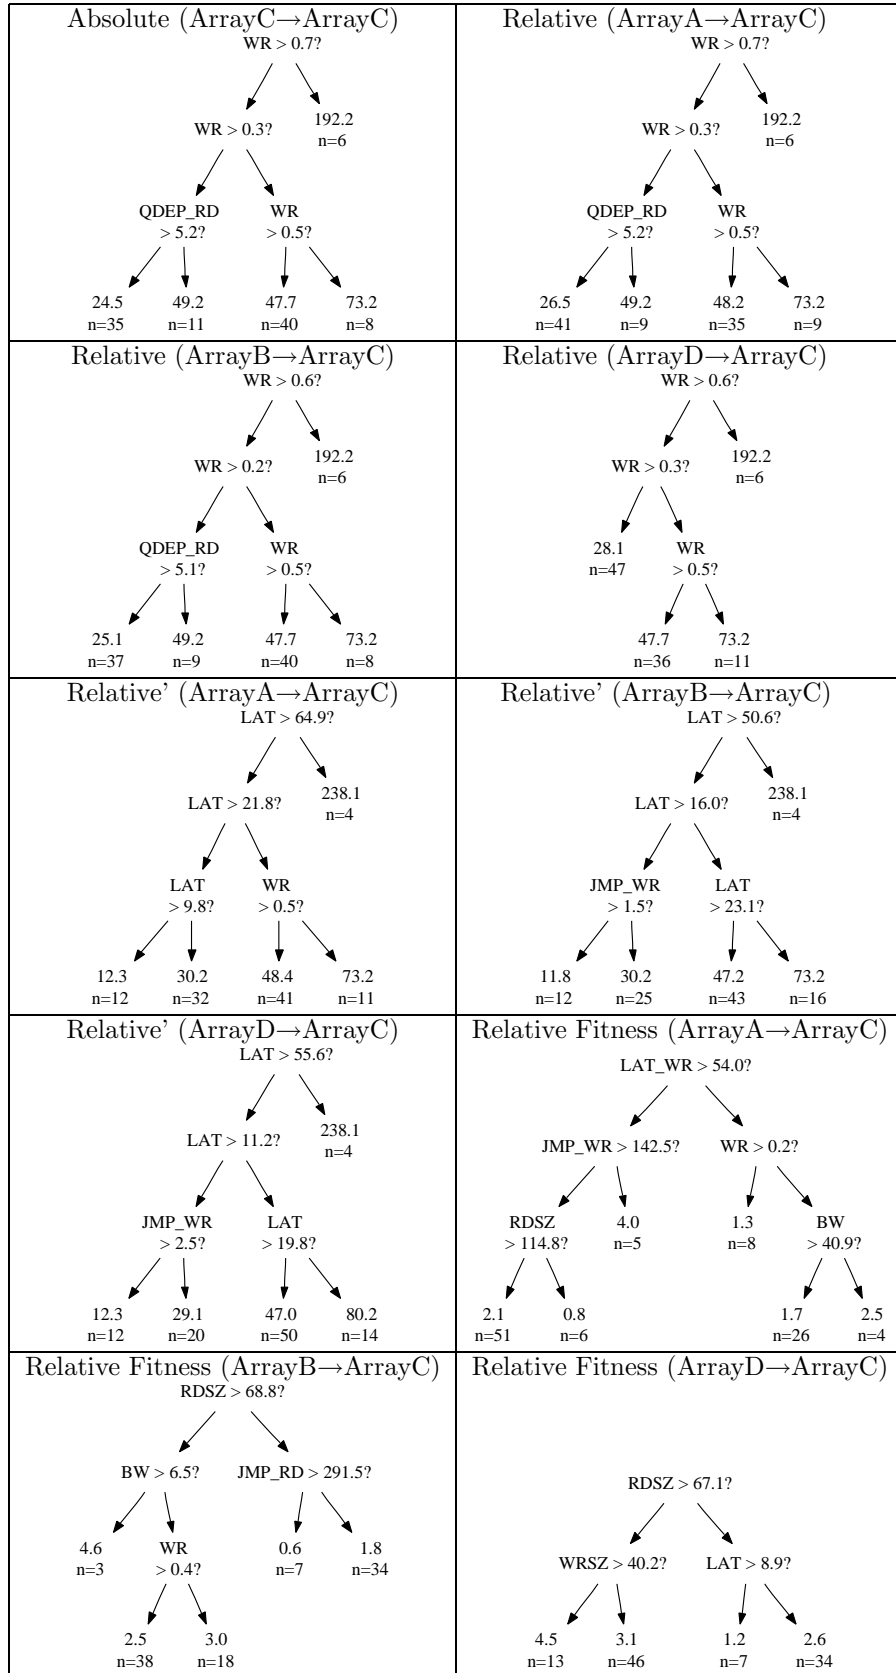 Absolute (ArrayC→ArrayC)
WR > 0.7?
WR > 0.3?
192.2
n=6
QDEP_RD
> 5.2?
WR
> 0.5?
24.5
n=35
49.2
n=11
47.7
n=40
73.2
n=8
Relative (ArrayA→ArrayC)
WR > 0.7?
WR > 0.3?
192.2
n=6
QDEP_RD
> 5.2?
WR
> 0.5?
26.5
n=41
49.2
n=9
48.2
n=35
73.2
n=9
Relative (ArrayB→ArrayC)
WR > 0.6?
WR > 0.2?
192.2
n=6
QDEP_RD
> 5.1?
WR
> 0.5?
25.1
n=37
49.2
n=9
47.7
n=40
73.2
n=8
Relative (ArrayD→ArrayC)
WR > 0.6?
WR > 0.3?
192.2
n=6
28.1
n=47
WR
> 0.5?
47.7
n=36
73.2
n=11
Relative’ (ArrayA→ArrayC)
LAT > 64.9?
LAT > 21.8?
238.1
n=4
LAT
> 9.8?
WR
> 0.5?
12.3
n=12
30.2
n=32
48.4
n=41
73.2
n=11
Relative’ (ArrayB→ArrayC)
LAT > 50.6?
LAT > 16.0?
238.1
n=4
JMP_WR
> 1.5?
LAT
> 23.1?
11.8
n=12
30.2
n=25
47.2
n=43
73.2
n=16
Relative’ (ArrayD→ArrayC)
LAT > 55.6?
LAT > 11.2?
238.1
n=4
JMP_WR
> 2.5?
LAT
> 19.8?
12.3
n=12
29.1
n=20
47.0
n=50
80.2
n=14
Relative Fitness (ArrayA→ArrayC)
LAT_WR > 54.0?
JMP_WR > 142.5?
WR > 0.2?
RDSZ
> 114.8?
4.0
n=5
1.3
n=8
BW
> 40.9?
2.1
n=51
0.8
n=6
1.7
n=26
2.5
n=4
Relative Fitness (ArrayB→ArrayC)
RDSZ > 68.8?
BW > 6.5?
JMP_RD > 291.5?
4.6
n=3
WR
> 0.4?
0.6
n=7
1.8
n=34
2.5
n=38
3.0
n=18
Relative Fitness (ArrayD→ArrayC)
RDSZ > 67.1?
WRSZ > 40.2?
LAT > 8.9?
4.5
n=13
3.1
n=46
1.2
n=7
2.6
n=34